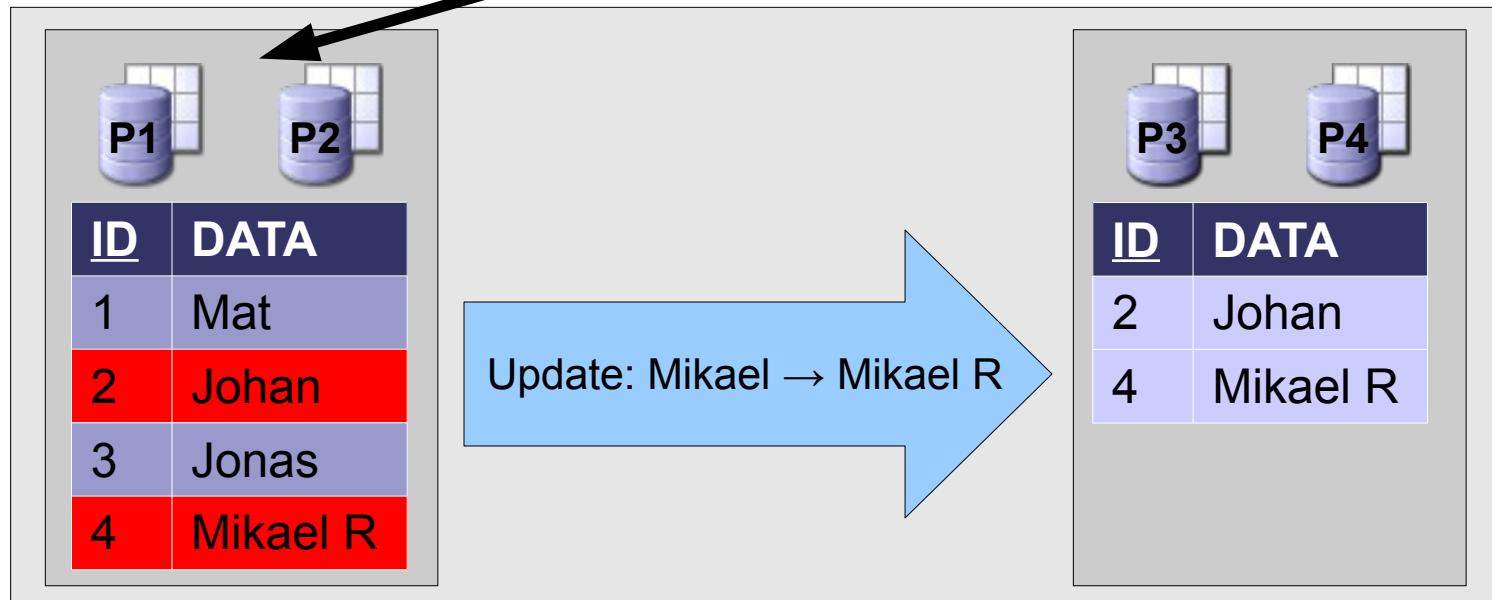 P1 P2
ID DATA
1 Mat
2 Johan
3 Jonas
4 Mikael R
Update: Mikael → Mikael R
P3 P4
ID DATA
2 Johan
4 Mikael R